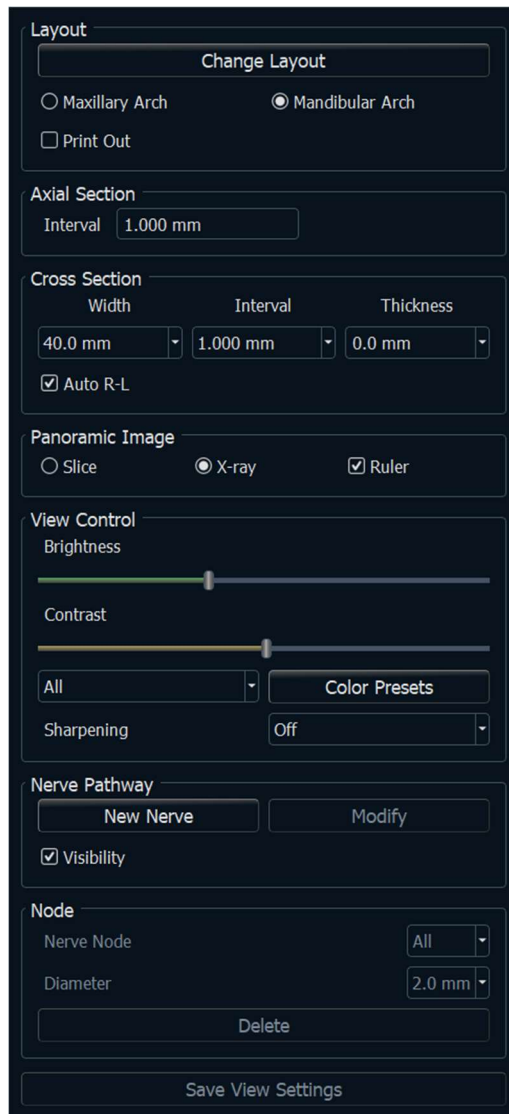 Layout
Change Layout
Maxillary Arch Mandibular Arch
Print Out
Axial Section
Interval 1.000 mm
Cross Section
Width Interval Thickness
40.0 mm 1.000 mm 0.0 mm
Auto R-L
Panoramic Image
Slice X-ray Ruler
View Control
Brightness
Contrast
All Color Presets
Sharpening Off
Nerve Pathway
New Nerve Modify
Visibility
Node
Nerve Node All
Diameter 2.0 mm
Delete
Save View Settings